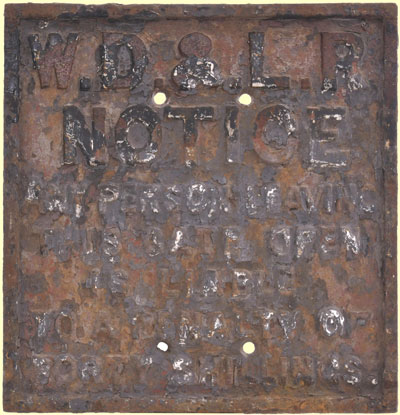 W.D.&.L.R
NOTICE
ANY PERSON LEAVING
THIS GATE OPEN
IS LIABLE
TO A PENALTY OF
FORTY SHILLINGS